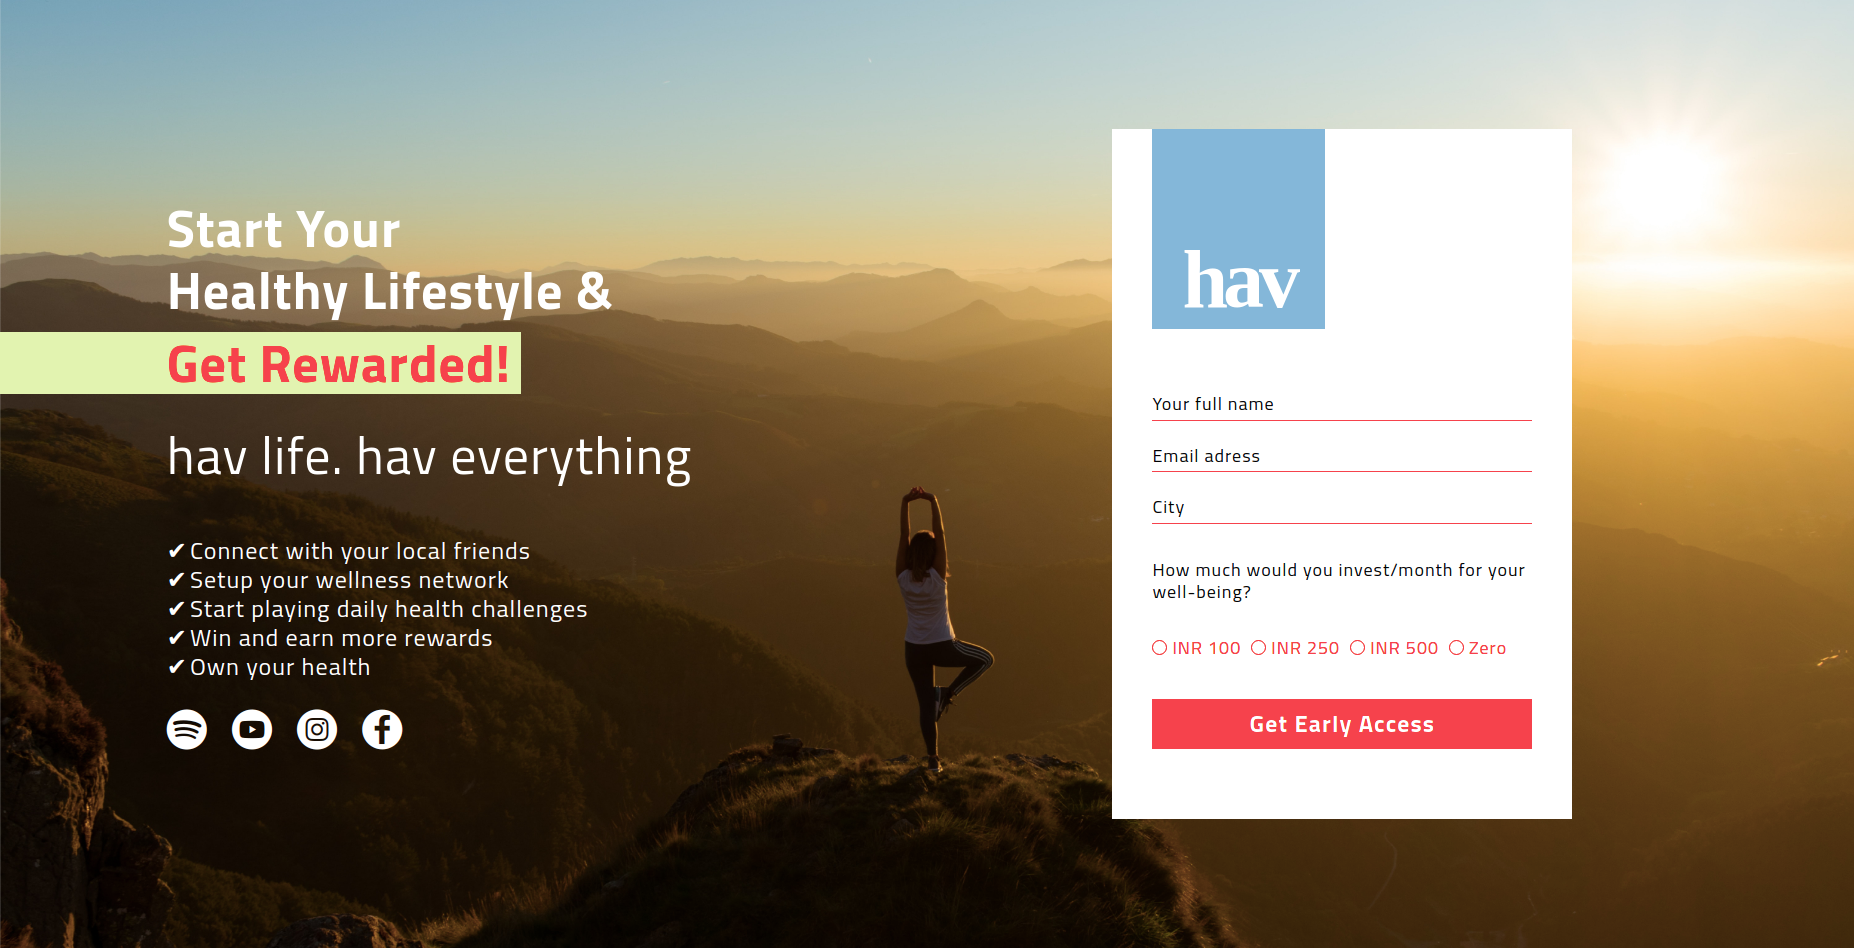 Start Your
Healthy Lifestyle &
Get Rewarded!
hav life. hav everything
✔ Connect with your local friends
✔ Setup your wellness network
✔ Start playing daily health challenges
✔ Win and earn more rewards
✔ Own your health
hav
Your full name
Email adress
City
How much would you invest/month for your
well-being?
INR 100 INR 250 INR 500 Zero
Get Early Access